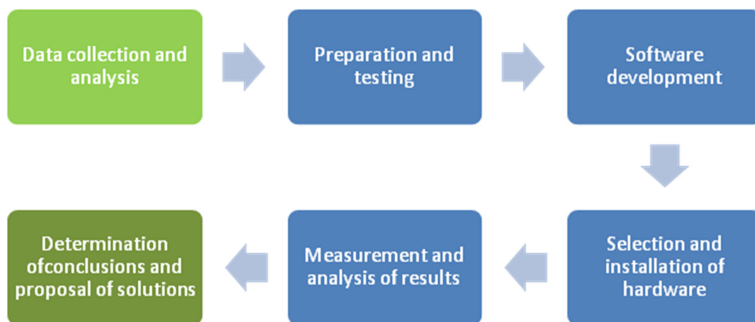 Data collection and
analysis
Preparation and
testing
Software
development
Selection and
installation of
hardware
Measurement and
analysis of results
Determination
ofconclusions and
proposal of solutions